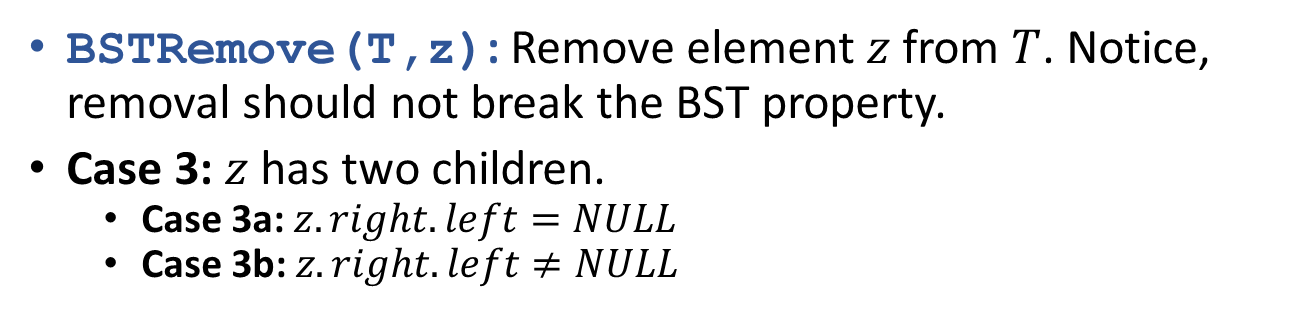 • BSTRemove(T,z): Remove element z from T. Notice,
removal should not break the BST property.
• Case 3: z has two children.
• Case 3a: z.right.left = NULL
• Case 3b: z.right.left ≠ NULL